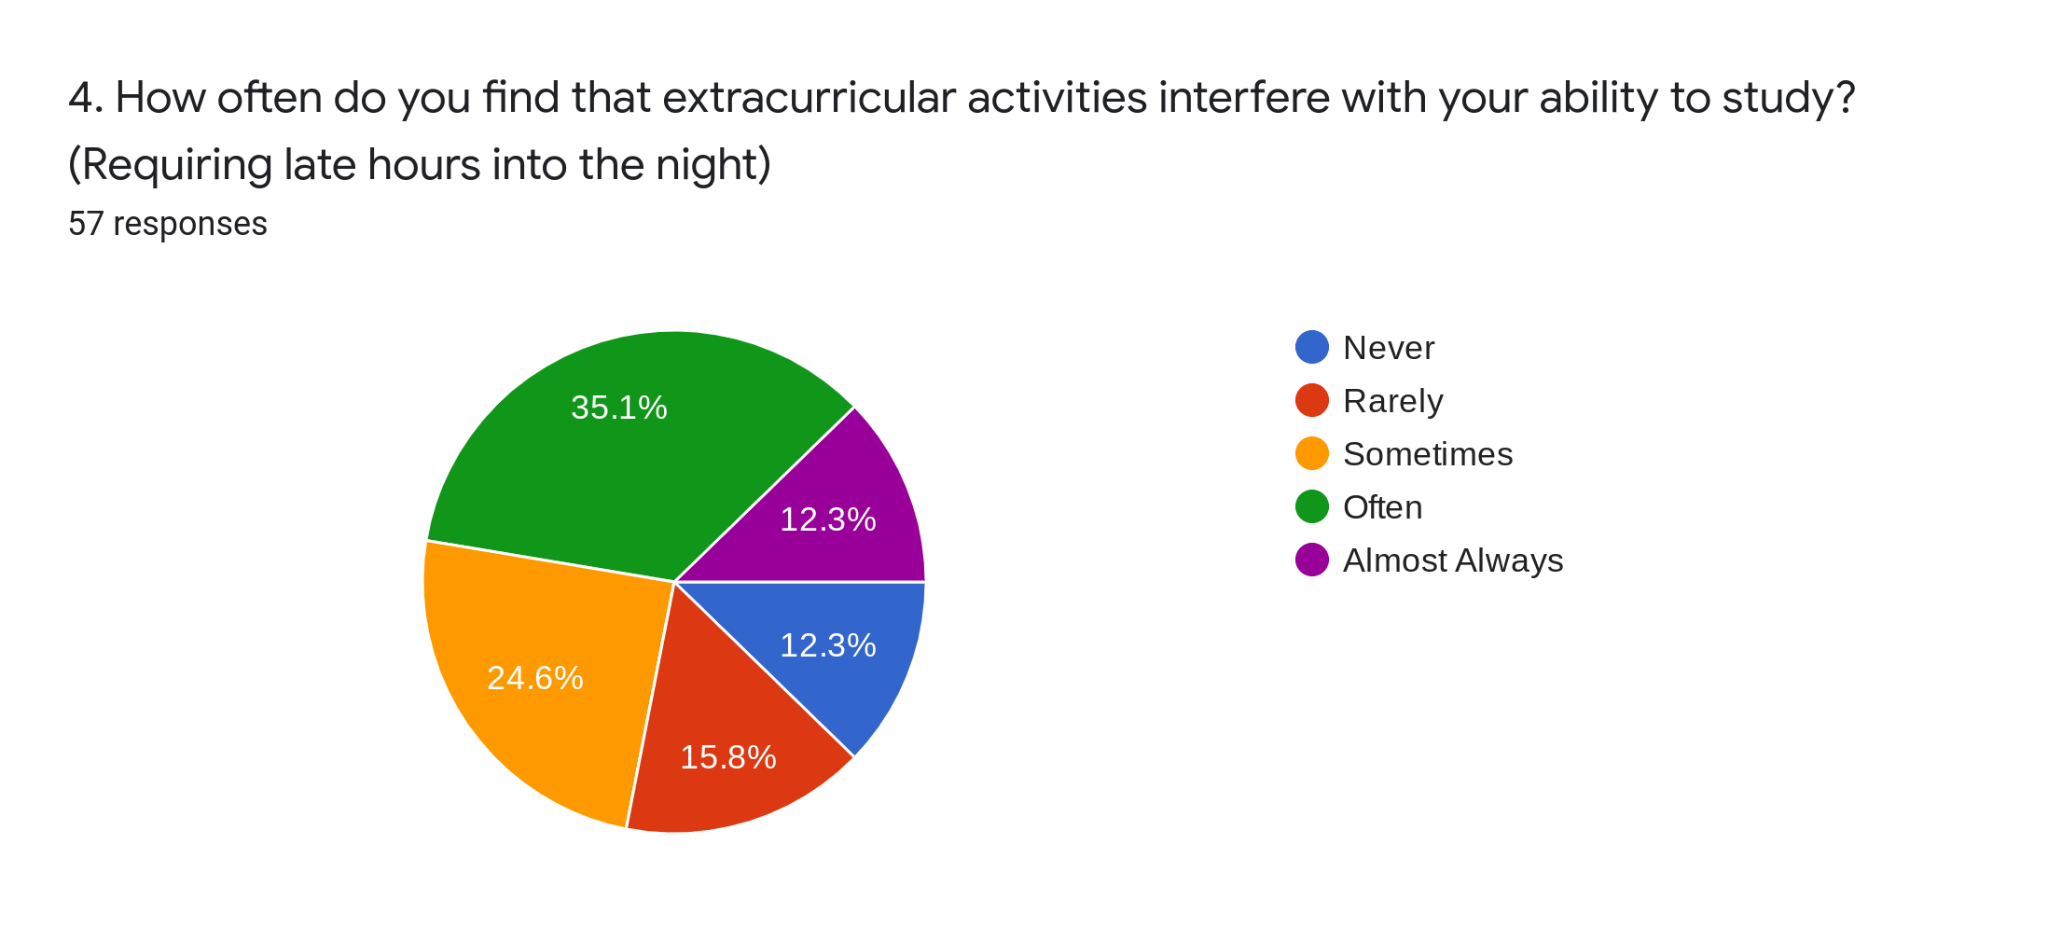 4. How often do you find that extracurricular activities interfere with your ability to study?
(Requiring late hours into the night)
57 responses
35.1%
12.3%
12.3%
24.6%
15.8%
Never
Rarely
Sometimes
Often
Almost Always